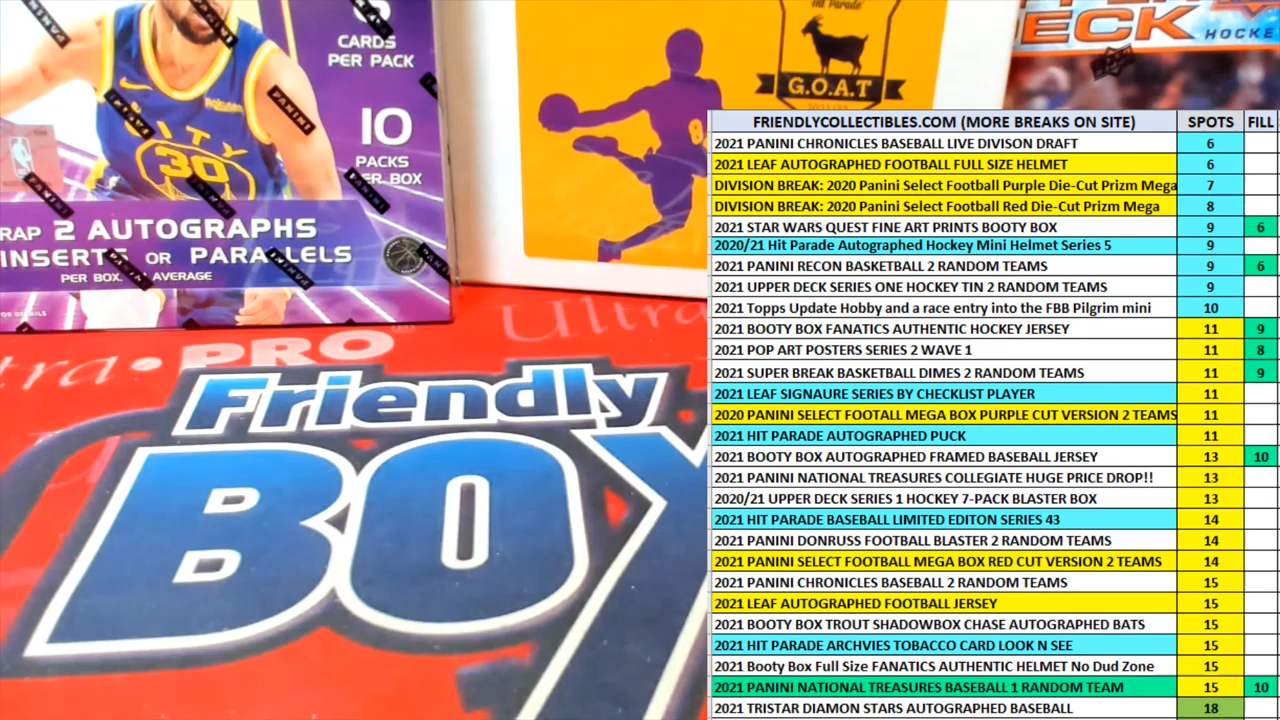 CARDS
PER PACK
10
PACKS
PER BOX
PANINI
CITY
30
Rakuten
RAP 2 AUTOGRAPHS
INSERTS OR PARALLELS
PER BOX, ON AVERAGE
FOR DETAILS
Hit Parade
G.O.A.T
2021/22
8
DECK
HOCKEY
Ultra PRO
Ultra
Friendly
BOX
FRIENDLYCOLLECTIBLES.COM (MORE BREAKS ON SITE) SPOTS FILL
2021 PANINI CHRONICLES BASEBALL LIVE DIVISON DRAFT 6
2021 LEAF AUTOGRAPHED FOOTBALL FULL SIZE HELMET 6
DIVISION BREAK: 2020 Panini Select Football Purple Die-Cut Prizm Mega 7
DIVISION BREAK: 2020 Panini Select Football Red Die-Cut Prizm Mega 8
2021 STAR WARS QUEST FINE ART PRINTS BOOTY BOX 9 6
2020/21 Hit Parade Autographed Hockey Mini Helmet Series 5 9
2021 PANINI RECON BASKETBALL 2 RANDOM TEAMS 9 6
2021 UPPER DECK SERIES ONE HOCKEY TIN 2 RANDOM TEAMS 9
2021 Topps Update Hobby and a race entry into the FBB Pilgrim mini 10
2021 BOOTY BOX FANATICS AUTHENTIC HOCKEY JERSEY 11 9
2021 POP ART POSTERS SERIES 2 WAVE 1 11 8
2021 SUPER BREAK BASKETBALL DIMES 2 RANDOM TEAMS 11 9
2021 LEAF SIGNAURE SERIES BY CHECKLIST PLAYER 11
2020 PANINI SELECT FOOTALL MEGA BOX PURPLE CUT VERSION 2 TEAMS 11
2021 HIT PARADE AUTOGRAPHED PUCK 11
2021 BOOTY BOX AUTOGRAPHED FRAMED BASEBALL JERSEY 13 10
2021 PANINI NATIONAL TREASURES COLLEGIATE HUGE PRICE DROP!! 13
2020/21 UPPER DECK SERIES 1 HOCKEY 7-PACK BLASTER BOX 13
2021 HIT PARADE BASEBALL LIMITED EDITON SERIES 43 14
2021 PANINI DONRUSS FOOTBALL BLASTER 2 RANDOM TEAMS 14
2021 PANINI SELECT FOOTBALL MEGA BOX RED CUT VERSION 2 TEAMS 14
2021 PANINI CHRONICLES BASEBALL 2 RANDOM TEAMS 15
2021 LEAF AUTOGRAPHED FOOTBALL JERSEY 15
2021 BOOTY BOX TROUT SHADOWBOX CHASE AUTOGRAPHED BATS 15
2021 HIT PARADE ARCHVIES TOBACCO CARD LOOK N SEE 15
2021 Booty Box Full Size FANATICS AUTHENTIC HELMET No Dud Zone 15
2021 PANINI NATIONAL TREASURES BASEBALL 1 RANDOM TEAM 15 10
2021 TRISTAR DIAMON STARS AUTOGRAPHED BASEBALL 18